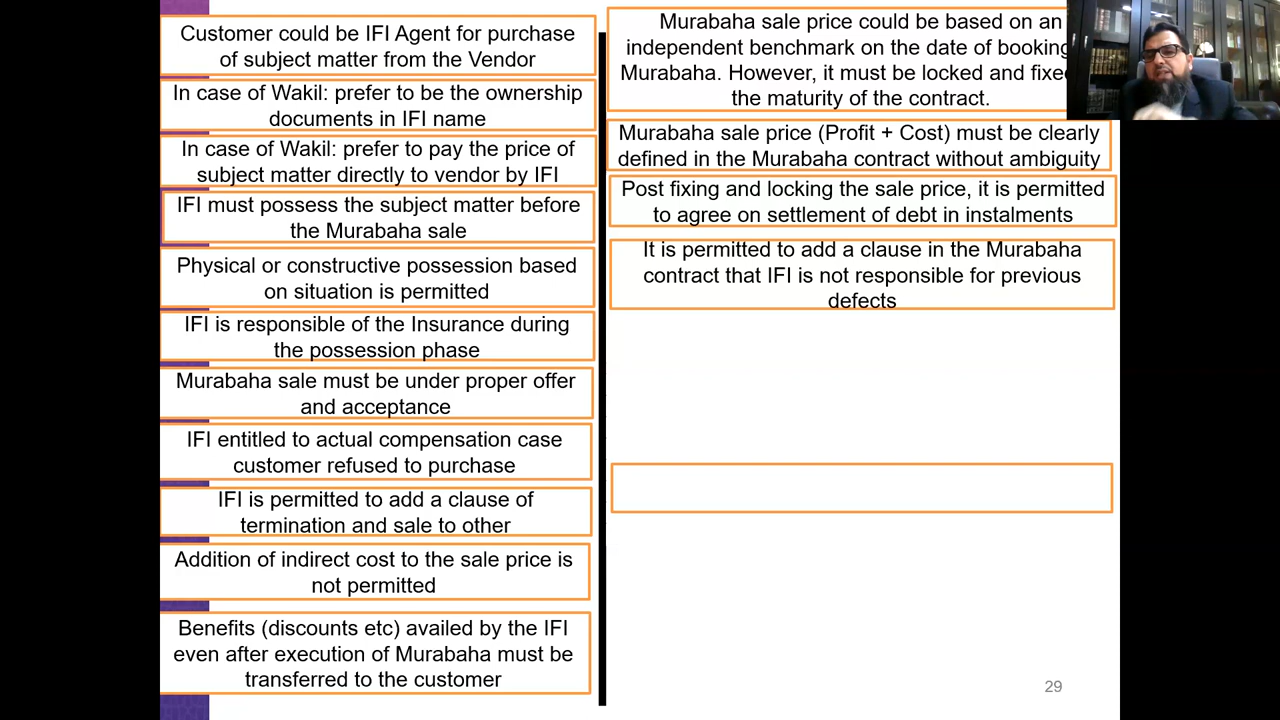 Customer could be IFI Agent for purchase
of subject matter from the Vendor
In case of Wakil: prefer to be the ownership
documents in IFI name
In case of Wakil: prefer to pay the price of
subject matter directly to vendor by IFI
IFI must possess the subject matter before
the Murabaha sale
Physical or constructive possession based
on situation is permitted
IFI is responsible of the Insurance during
the possession phase
Murabaha sale must be under proper offer
and acceptance
IFI entitled to actual compensation case
customer refused to purchase
IFI is permitted to add a clause of
termination and sale to other
Addition of indirect cost to the sale price is
not permitted
Benefits (discounts etc) availed by the IFI
even after execution of Murabaha must be
transferred to the customer
Murabaha sale price could be based on an
independent benchmark on the date of booking
Murabaha. However, it must be locked and fixe
the maturity of the contract.
Murabaha sale price (Profit + Cost) must be clearly
defined in the Murabaha contract without ambiguity
Post fixing and locking the sale price, it is permitted
to agree on settlement of debt in instalments
It is permitted to add a clause in the Murabaha
contract that IFI is not responsible for previous
defects
29